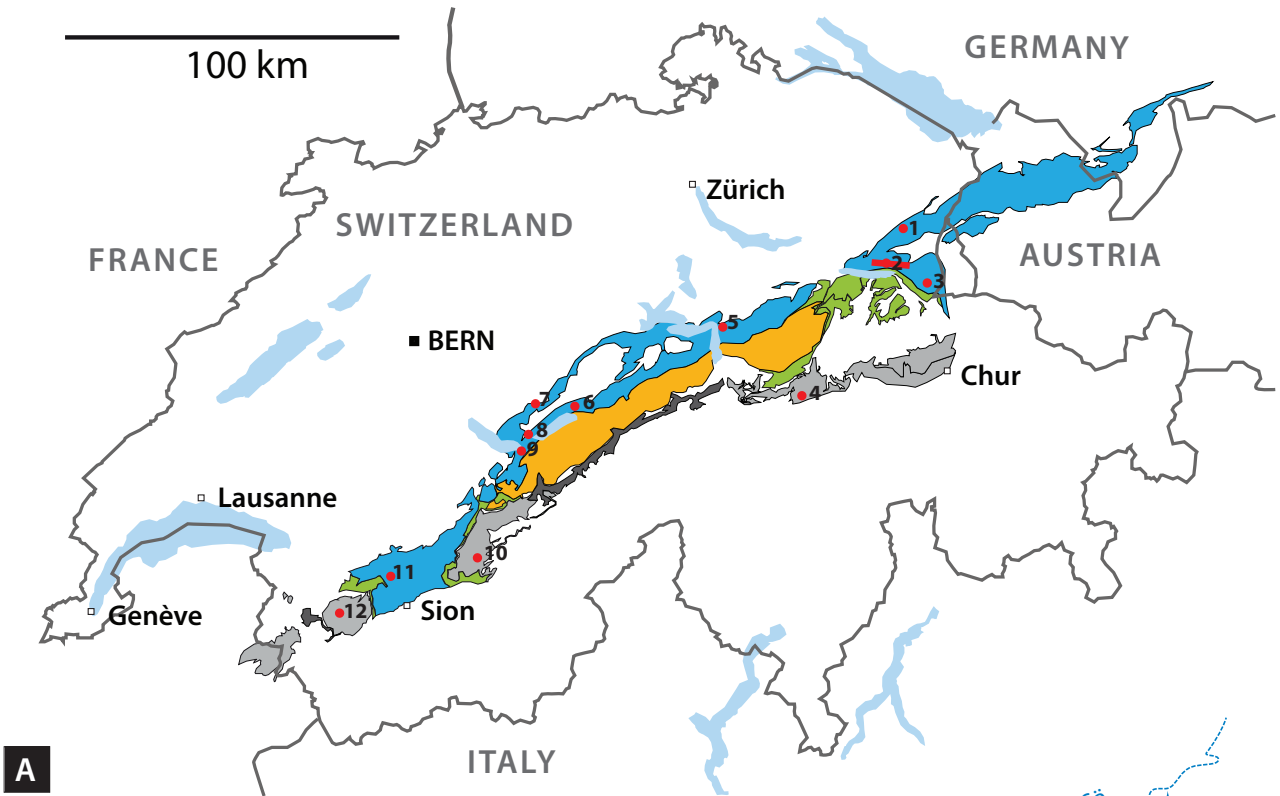 GERMANY
100 km
Zürich
SWITZERLAND
1
FRANCE
AUSTRIA
2
3
5
BERN
Chur
4
7
6
8
9
Lausanne
10
11
Genève
12
Sion
ITALY
A